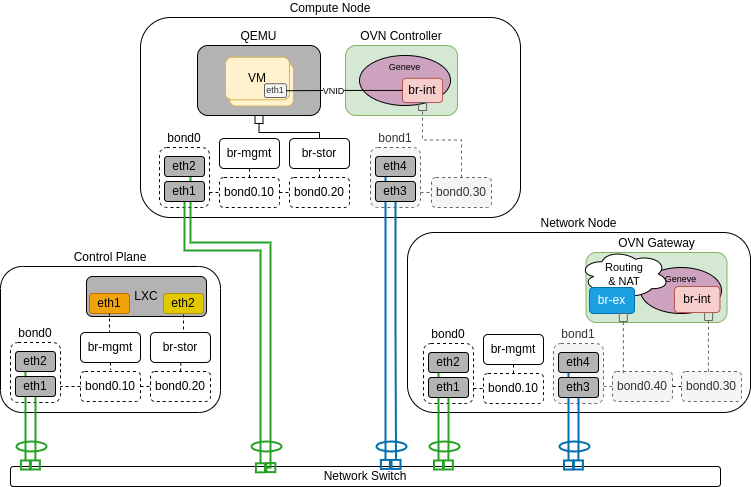 Compute Node
QEMU
OVN Controller
VM
eth1
VNID
Geneve
br-int
bond0
eth2
eth1
br-mgmt
br-stor
bond0.10
bond0.20
bond1
eth4
eth3
bond0.30
Network Node
OVN Gateway
Routing
& NAT
Geneve
br-ex
br-int
bond0
eth2
eth1
br-mgmt
bond0.10
bond1
eth4
eth3
bond0.40
bond0.30
Control Plane
LXC
eth1
eth2
bond0
eth2
eth1
br-mgmt
br-stor
bond0.10
bond0.20
Network Switch